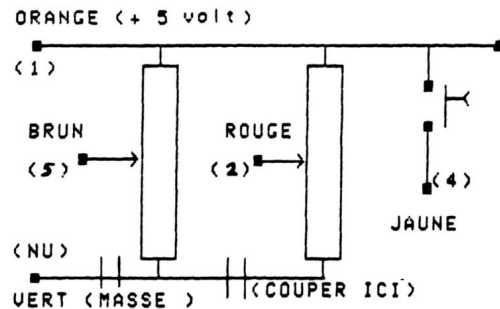 ORANGE (+ 5 volt)
(1)
BRUN
(5)
ROUGE
(2)
(4)
JAUNE
(NU)
VERT (MASSE )
(COUPER ICI)